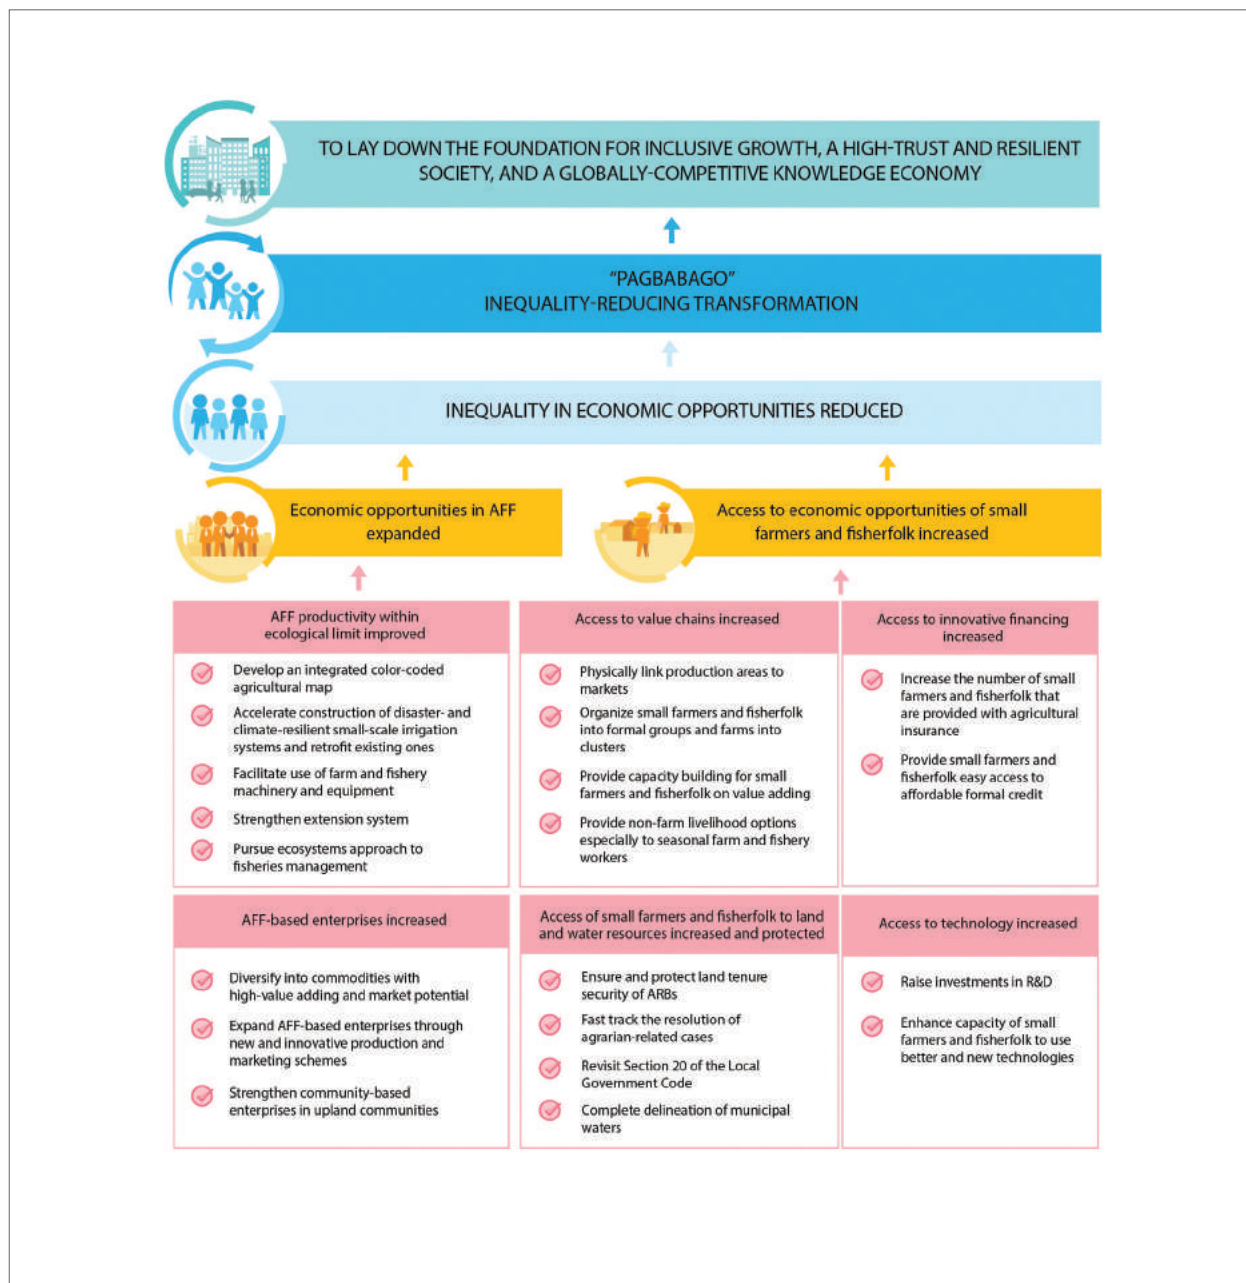 TO LAY DOWN THE FOUNDATION FOR INCLUSIVE GROWTH, A HIGH-TRUST AND RESILIENT
SOCIETY, AND A GLOBALLY-COMPETITIVE KNOWLEDGE ECONOMY
“PAGBABAGO”
INEQUALITY-REDUCING TRANSFORMATION
INEQUALITY IN ECONOMIC OPPORTUNITIES REDUCED
Economic opportunities in AFF
expanded
Access to economic opportunities of small
farmers and fisherfolk increased
AFF productivity within
ecological limit improved
Develop an integrated color-coded
agricultural map
Accelerate construction of disaster- and
climate-resilient small-scale irrigation
systems and retrofit existing ones
Facilitate use of farm and fishery
machinery and equipment
Strengthen extension system
Pursue ecosystems approach to
fisheries management
Access to value chains increased
Physically link production areas to
markets
Organize small farmers and fisherfolk
into formal groups and farms into
clusters
Provide capacity building for small
farmers and fisherfolk on value adding
Provide non-farm livelihood options
especially to seasonal farm and fishery
workers
Access to innovative financing
increased
Increase the number of small
farmers and fisherfolk that
are provided with agricultural
insurance
Provide small farmers and
fisherfolk easy access to
affordable formal credit
AFF-based enterprises increased
Diversify into commodities with
high-value adding and market potential
Expand AFF-based enterprises through
new and innovative production and
marketing schemes
Strengthen community-based
enterprises in upland communities
Access of small farmers and fisherfolk to land
and water resources increased and protected
Ensure and protect land tenure
security of ARBs
Fast track the resolution of
agrarian-related cases
Revisit Section 20 of the Local
Government Code
Complete delineation of municipal
waters
Access to technology increased
Raise investments in R&D
Enhance capacity of small
farmers and fisherfolk to use
better and new technologies